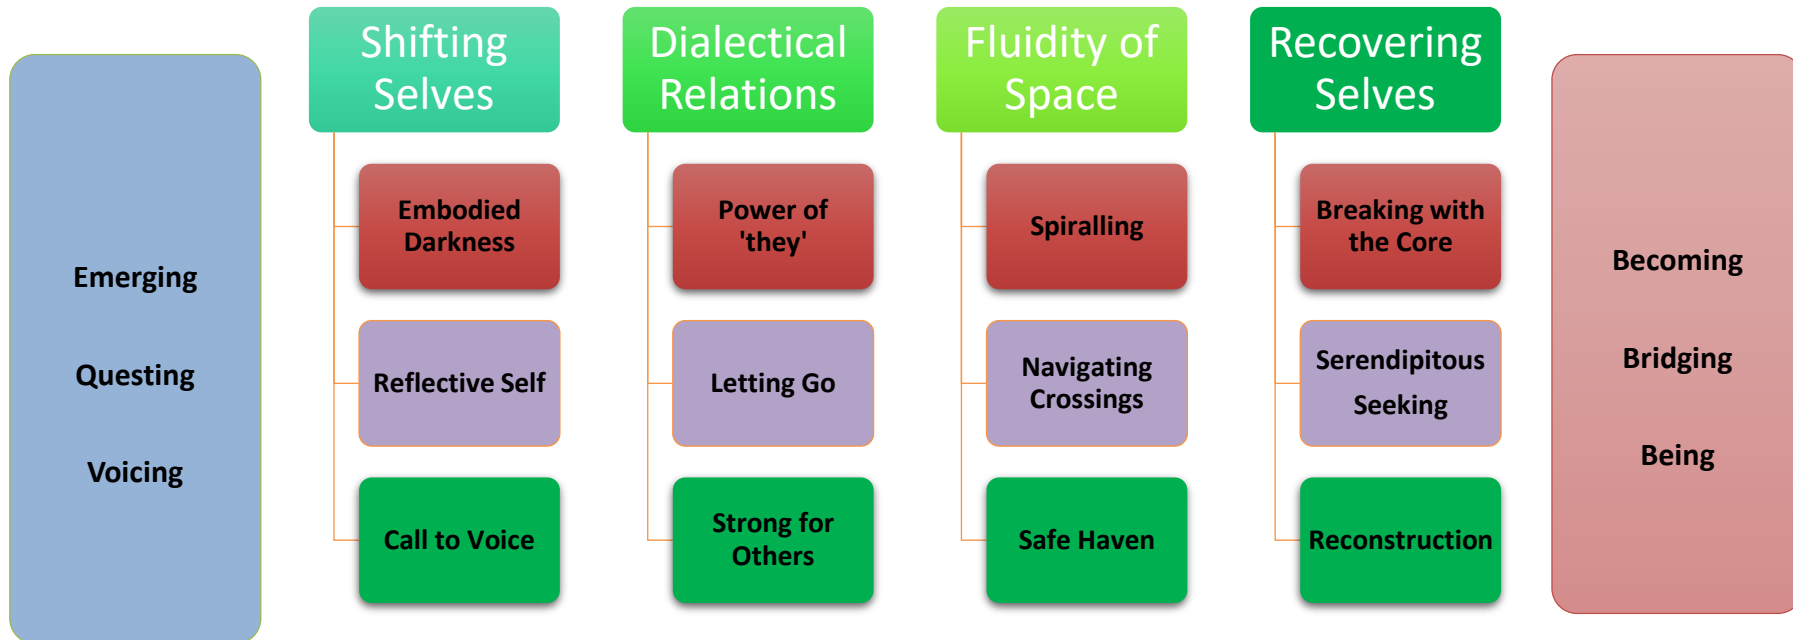 Emerging
Questing
Voicing
Shifting
Selves
Embodied
Darkness
Reflective Self
Call to Voice
Dialectical
Relations
Power of
'they'
Letting Go
Strong for
Others
Fluidity of
Space
Spiralling
Navigating
Crossings
Safe Haven
Recovering
Selves
Breaking with
the Core
Serendipitous
Seeking
Reconstruction
Becoming
Bridging
Being